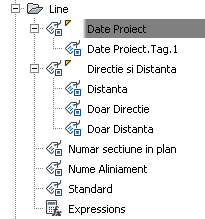 Line
Date Proiect
Date Proiect.Tag.1
Directie si Distanta
Distanta
Doar Directie
Doar Distanta
Numar sectiune in plan
Nume Aliniament
Standard
Expressions